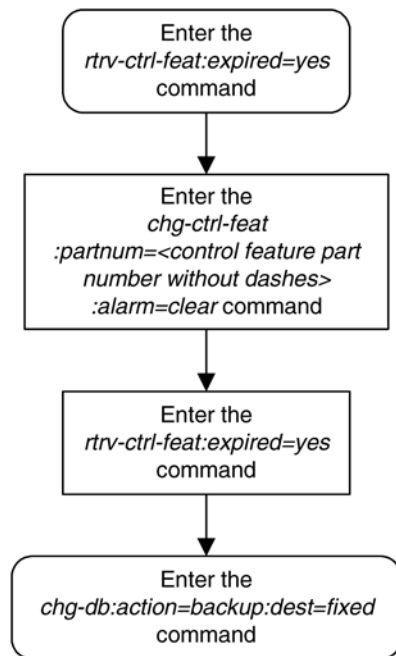 Enter the
rtrv-ctrl-feat:expired=yes
command
Enter the
chg-ctrl-feat
:partnum=<control feature part
number without dashes>
:alarm=clear command
Enter the
rtrv-ctrl-feat:expired=yes
command
Enter the
chg-db:action=backup:dest=fixed
command